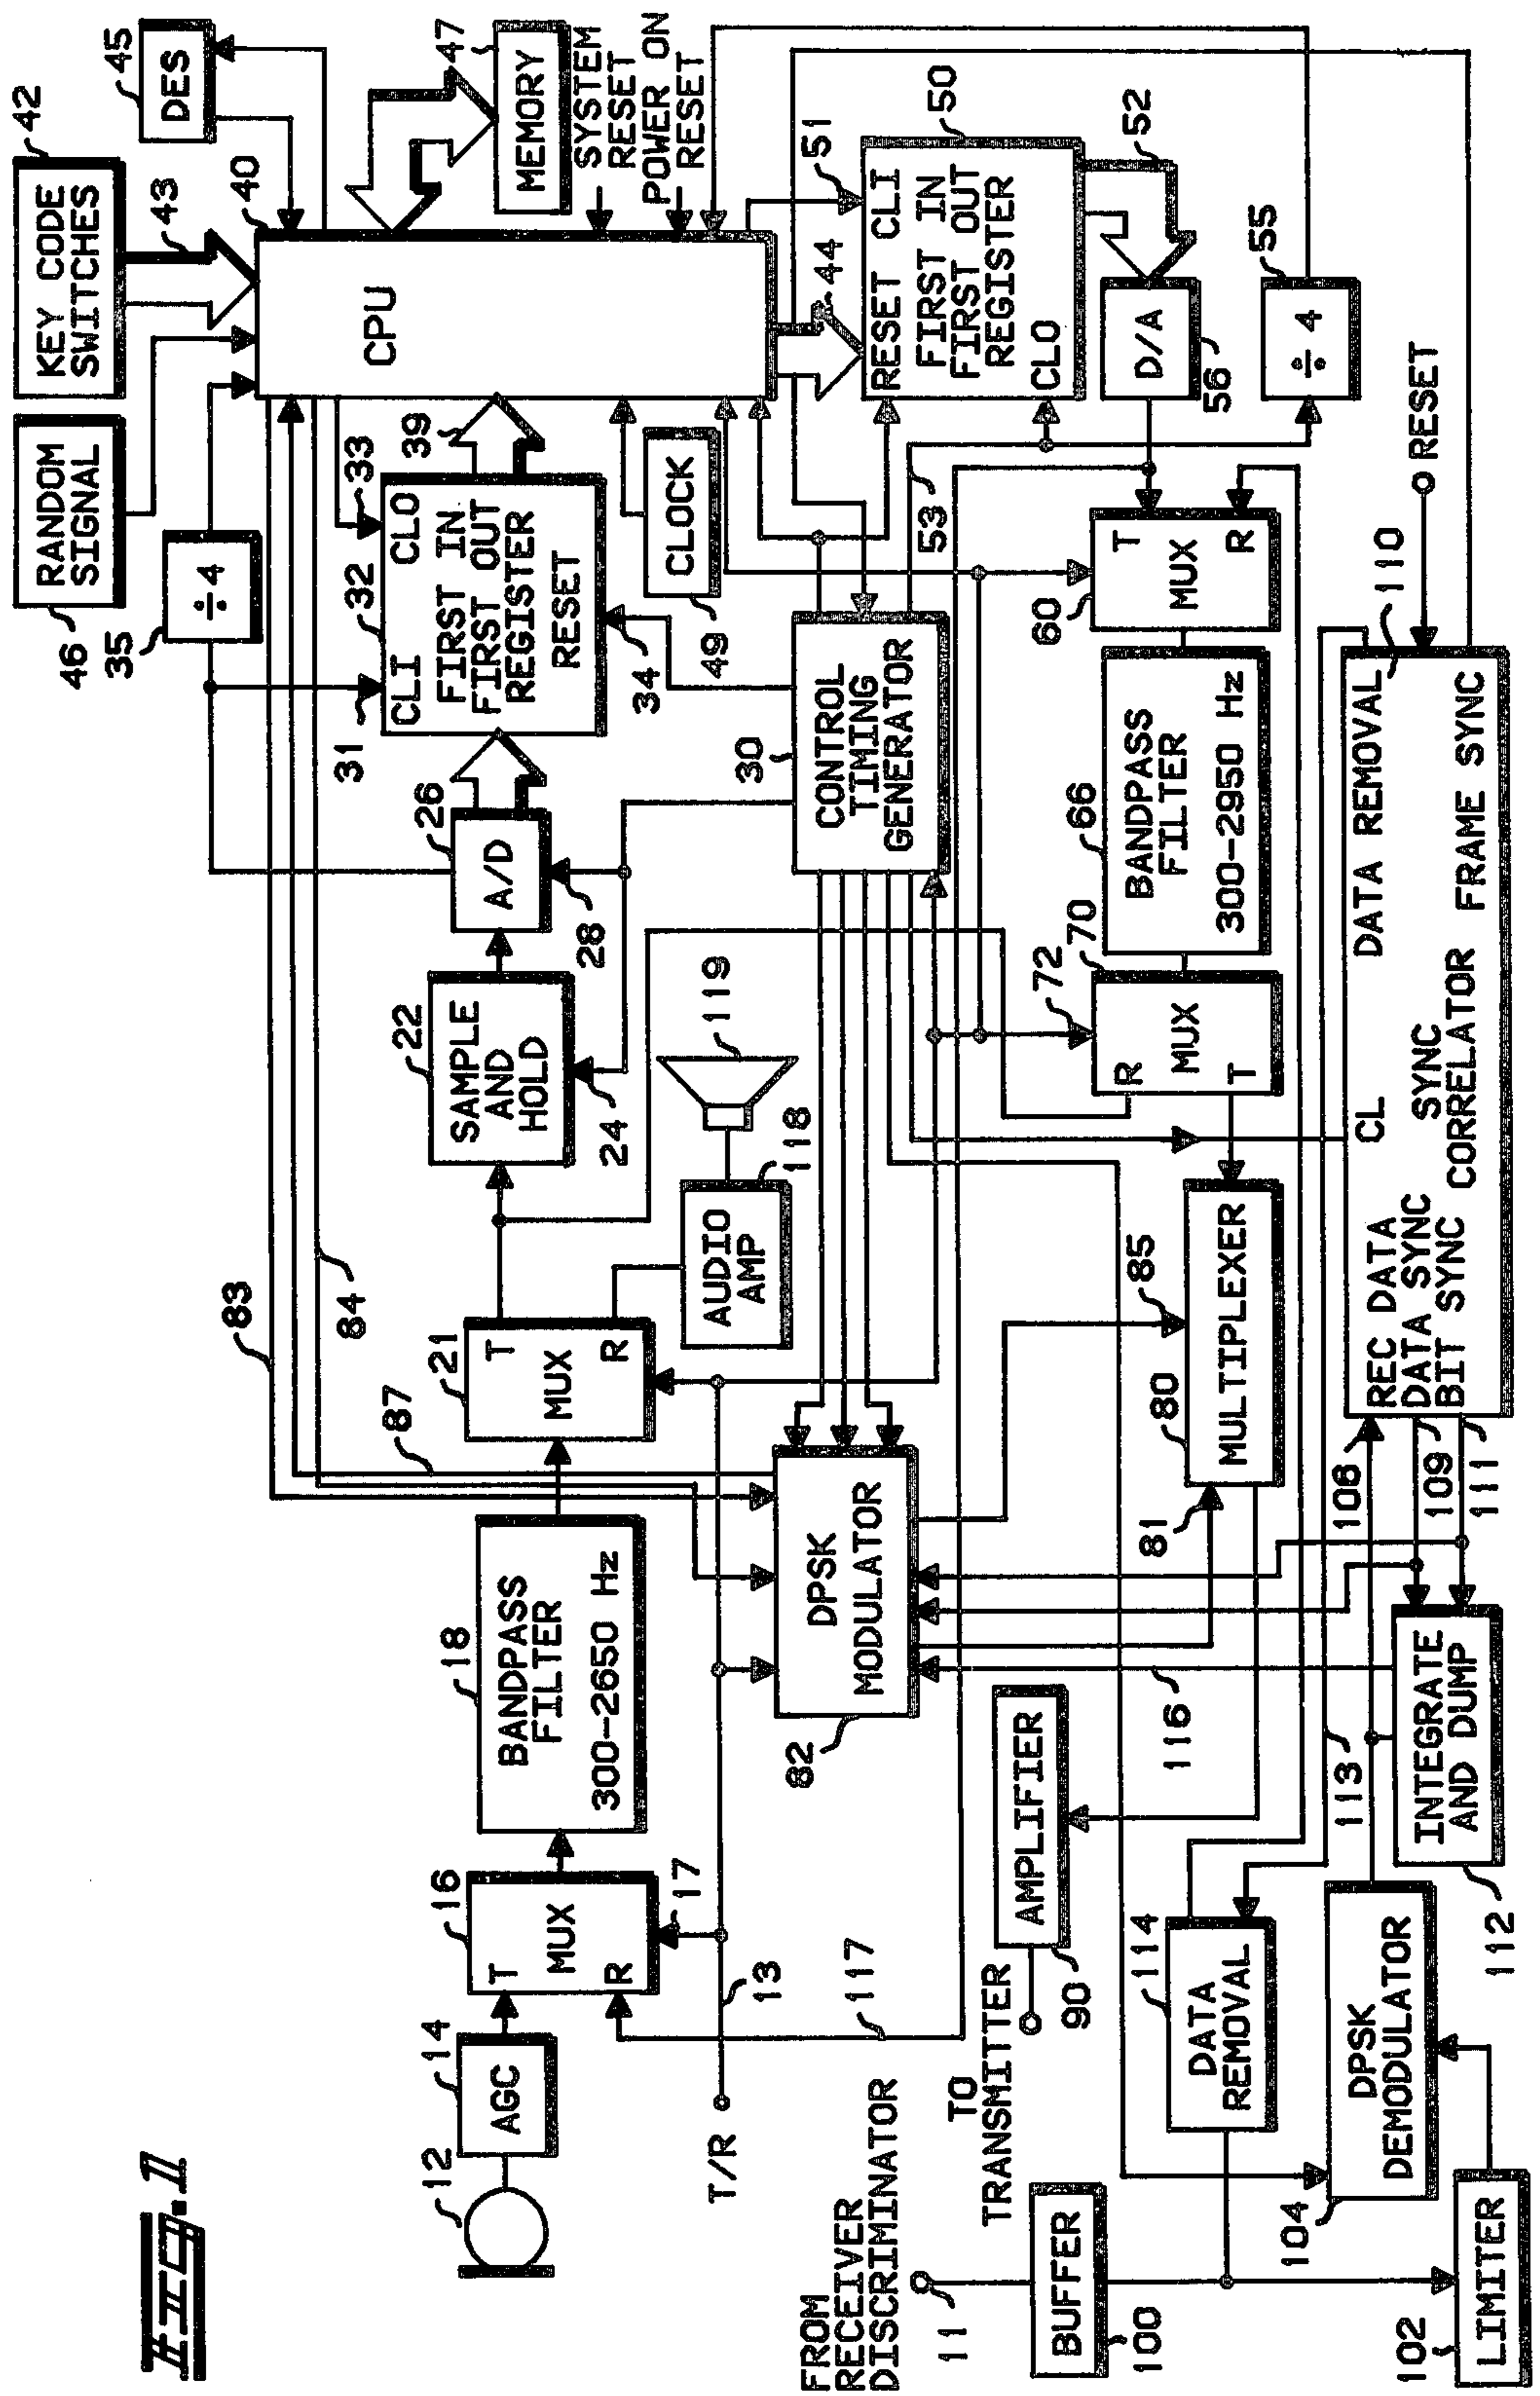 FIG. 1
12
14
AGC
16
T
MUX
R
17
18
BANDPASS
FILTER
300-2650 Hz
21
T
MUX
R
22
SAMPLE
AND
HOLD
24
26
A/D
28
31
32
33
CLI CLO
FIRST IN
FIRST OUT
REGISTER
RESET
34
35
÷ 4
39
46
RANDOM
SIGNAL
42
KEY CODE
SWITCHES
43
45
DES
40
CPU
47
MEMORY
SYSTEM
RESET
POWER ON
RESET
44
49
CLOCK
51
50
RESET CLI
FIRST IN
FIRST OUT
REGISTER
CLO
52
53
D/A
56
55
÷ 4
83
84
87
T/R
13
117
82
DPSK
MODULATOR
118
AUDIO
AMP
119
30
CONTROL
TIMING
GENERATOR
60
T
MUX
R
66
BANDPASS
FILTER
300-2950 Hz
70
72
R
MUX
T
80
81
85
MULTIPLEXER
TO
TRANSMITTER
90
AMPLIFIER
116
FROM
RECEIVER
DISCRIMINATOR
11
BUFFER
100
102
LIMITER
104
DPSK
DEMODULATOR
114
DATA
REMOVAL
113
112
INTEGRATE
AND DUMP
106
109
111
110
RESET
CL DATA REMOVAL
REC DATA
DATA SYNC
BIT SYNC
SYNC
CORRELATOR
FRAME SYNC